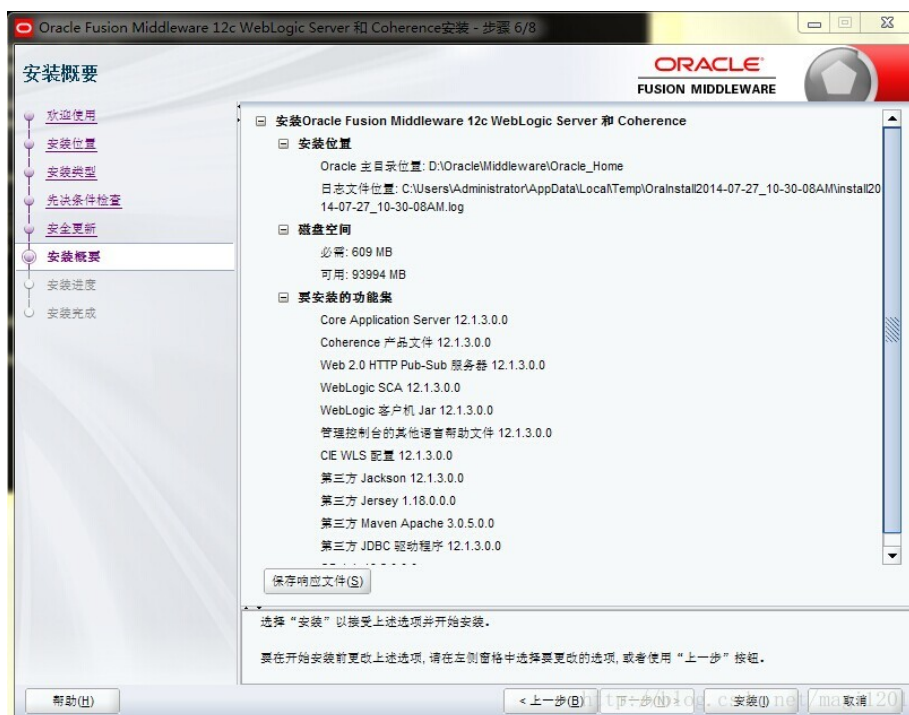 Oracle Fusion Middleware 12c WebLogic Server 和 Coherence安装 - 步骤 6/8
安装概要
ORACLE
FUSION MIDDLEWARE
欢迎使用
安装位置
安装类型
先决条件检查
安全更新
安装概要
安装进度
安装完成
安装Oracle Fusion Middleware 12c WebLogic Server 和 Coherence
安装位置
Oracle 主目录位置: D:\Oracle\Middleware\Oracle_Home
日志文件位置: C:\Users\Administrator\AppData\Local\Temp\OraInstall2014-07-27_10-30-08AM\install20
14-07-27_10-30-08AM.log
磁盘空间
必需: 609 MB
可用: 93994 MB
要安装的功能集
Core Application Server 12.1.3.0.0
Coherence 产品文件 12.1.3.0.0
Web 2.0 HTTP Pub-Sub 服务器 12.1.3.0.0
WebLogic SCA 12.1.3.0.0
WebLogic 客户机 Jar 12.1.3.0.0
管理控制台的其他语言帮助文件 12.1.3.0.0
CIE WLS 配置 12.1.3.0.0
第三方 Jackson 12.1.3.0.0
第三方 Jersey 1.18.0.0.0
第三方 Maven Apache 3.0.5.0.0
第三方 JDBC 驱动程序 12.1.3.0.0
保存响应文件(S)
选择“安装”以接受上述选项并开始安装。
要在开始安装前更改上述选项, 请在左侧窗格中选择要更改的选项, 或者使用“上一步”按钮。
帮助(H)
< 上一步(B)
下一步(N) >
安装(I)
取消